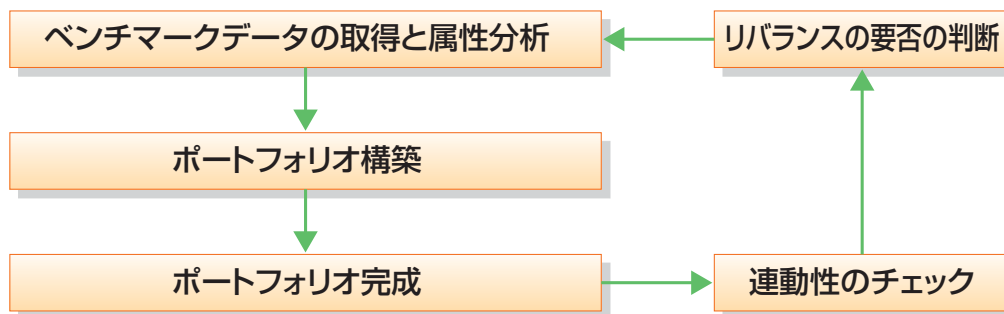 ベンチマークデータの取得と属性分析
リバランスの要否の判断
ポートフォリオ構築
ポートフォリオ完成
連動性のチェック